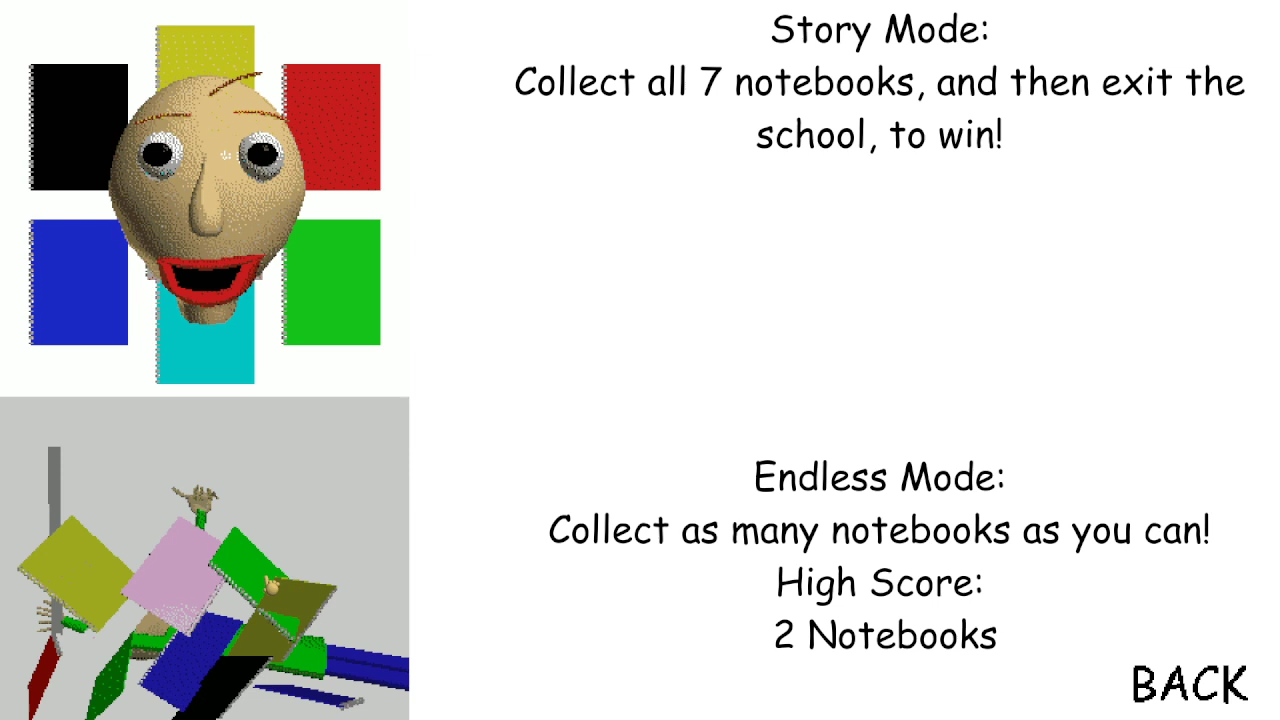 Story Mode:
Collect all 7 notebooks, and then exit the
school, to win!
Endless Mode:
Collect as many notebooks as you can!
High Score:
2 Notebooks
BACK